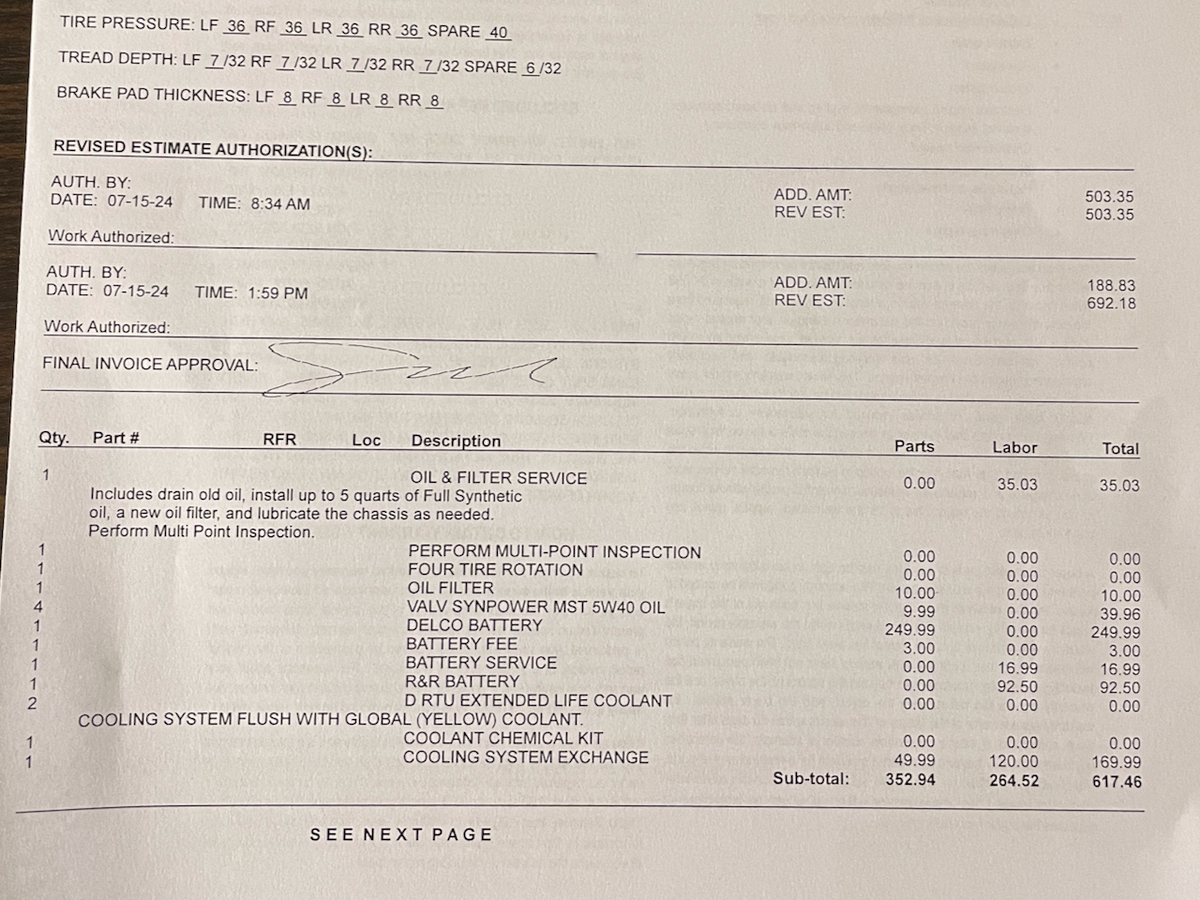 TIRE PRESSURE: LF 36 RF 36 LR 36 RR 36 SPARE 40
TREAD DEPTH: LF 7/32 RF 7/32 LR 7/32 RR 7/32 SPARE 6/32
BRAKE PAD THICKNESS: LF 8 RF 8 LR 8 RR 8
REVISED ESTIMATE AUTHORIZATION(S):
AUTH. BY:
DATE: 07-15-24 TIME: 8:34 AM
ADD. AMT: 503.35
REV EST: 503.35
Work Authorized:
AUTH. BY:
DATE: 07-15-24 TIME: 1:59 PM
ADD. AMT: 188.83
REV EST: 692.18
Work Authorized:
FINAL INVOICE APPROVAL:
Qty. Part # RFR Loc Description Parts Labor Total
1 OIL & FILTER SERVICE 0.00 35.03 35.03
Includes drain old oil, install up to 5 quarts of Full Synthetic
oil, a new oil filter, and lubricate the chassis as needed.
Perform Multi Point Inspection.
1 PERFORM MULTI-POINT INSPECTION 0.00 0.00 0.00
1 FOUR TIRE ROTATION 0.00 0.00 0.00
1 OIL FILTER 10.00 0.00 10.00
4 VALV SYNPOWER MST 5W40 OIL 9.99 0.00 39.96
1 DELCO BATTERY 249.99 0.00 249.99
1 BATTERY FEE 3.00 0.00 3.00
1 BATTERY SERVICE 0.00 16.99 16.99
1 R&R BATTERY 0.00 92.50 92.50
2 D RTU EXTENDED LIFE COOLANT 0.00 0.00 0.00
COOLING SYSTEM FLUSH WITH GLOBAL (YELLOW) COOLANT.
1 COOLANT CHEMICAL KIT 0.00 0.00 0.00
1 COOLING SYSTEM EXCHANGE 49.99 120.00 169.99
Sub-total: 352.94 264.52 617.46
SEE NEXT PAGE